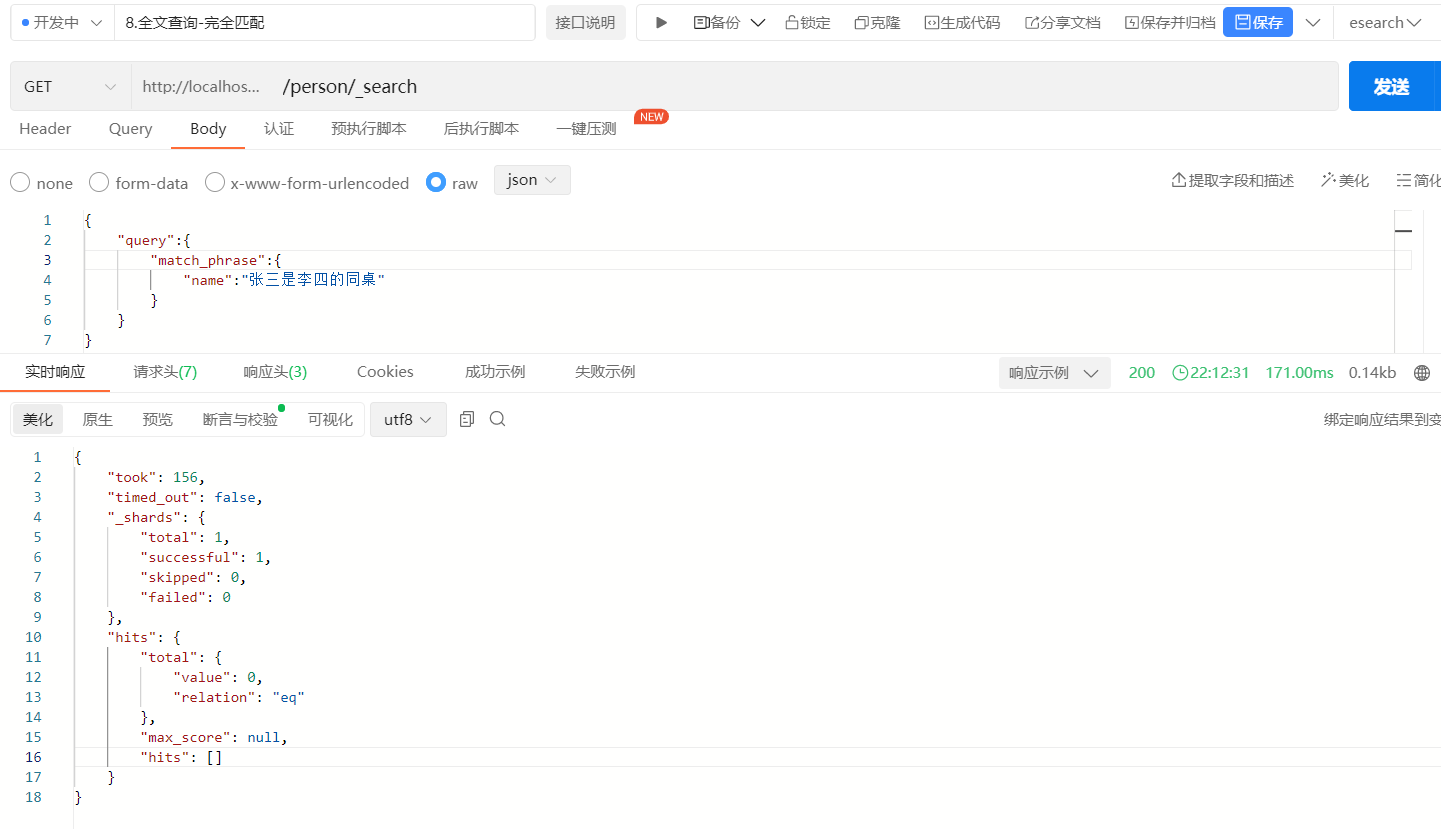 开发中 8.全文查询-完全匹配 接口说明 备份 锁定 克隆 生成代码 分享文档 保存并归档 保存 esearch
GET http://localhos... /person/_search 发送
Header Query Body 认证 预执行脚本 后执行脚本 一键压测 NEW
none form-data x-www-form-urlencoded raw json 提取字段和描述 美化 简化
1 {
2 "query":{
3 "match_phrase":{
4 "name":"张三是李四的同桌"
5 }
6 }
7 }
实时响应 请求头(7) 响应头(3) Cookies 成功示例 失败示例 响应示例 200 22:12:31 171.00ms 0.14kb
美化 原生 预览 断言与校验 可视化 utf8 绑定响应结果到变
1 {
2 "took": 156,
3 "timed_out": false,
4 "_shards": {
5 "total": 1,
6 "successful": 1,
7 "skipped": 0,
8 "failed": 0
9 },
10 "hits": {
11 "total": {
12 "value": 0,
13 "relation": "eq"
14 },
15 "max_score": null,
16 "hits": []
17 }
18 }